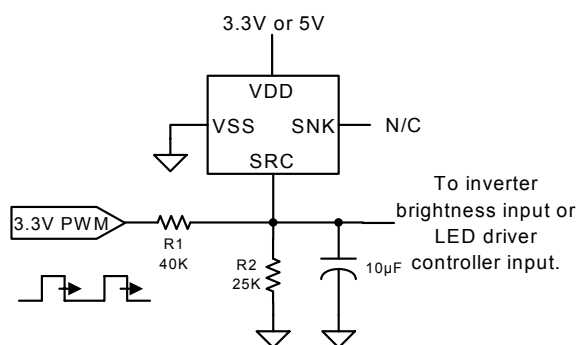 3.3V or 5V
VDD
VSS
SNK
N/C
SRC
3.3V PWM
R1
40K
R2
25K
10µF
To inverter
brightness input or
LED driver
controller input.